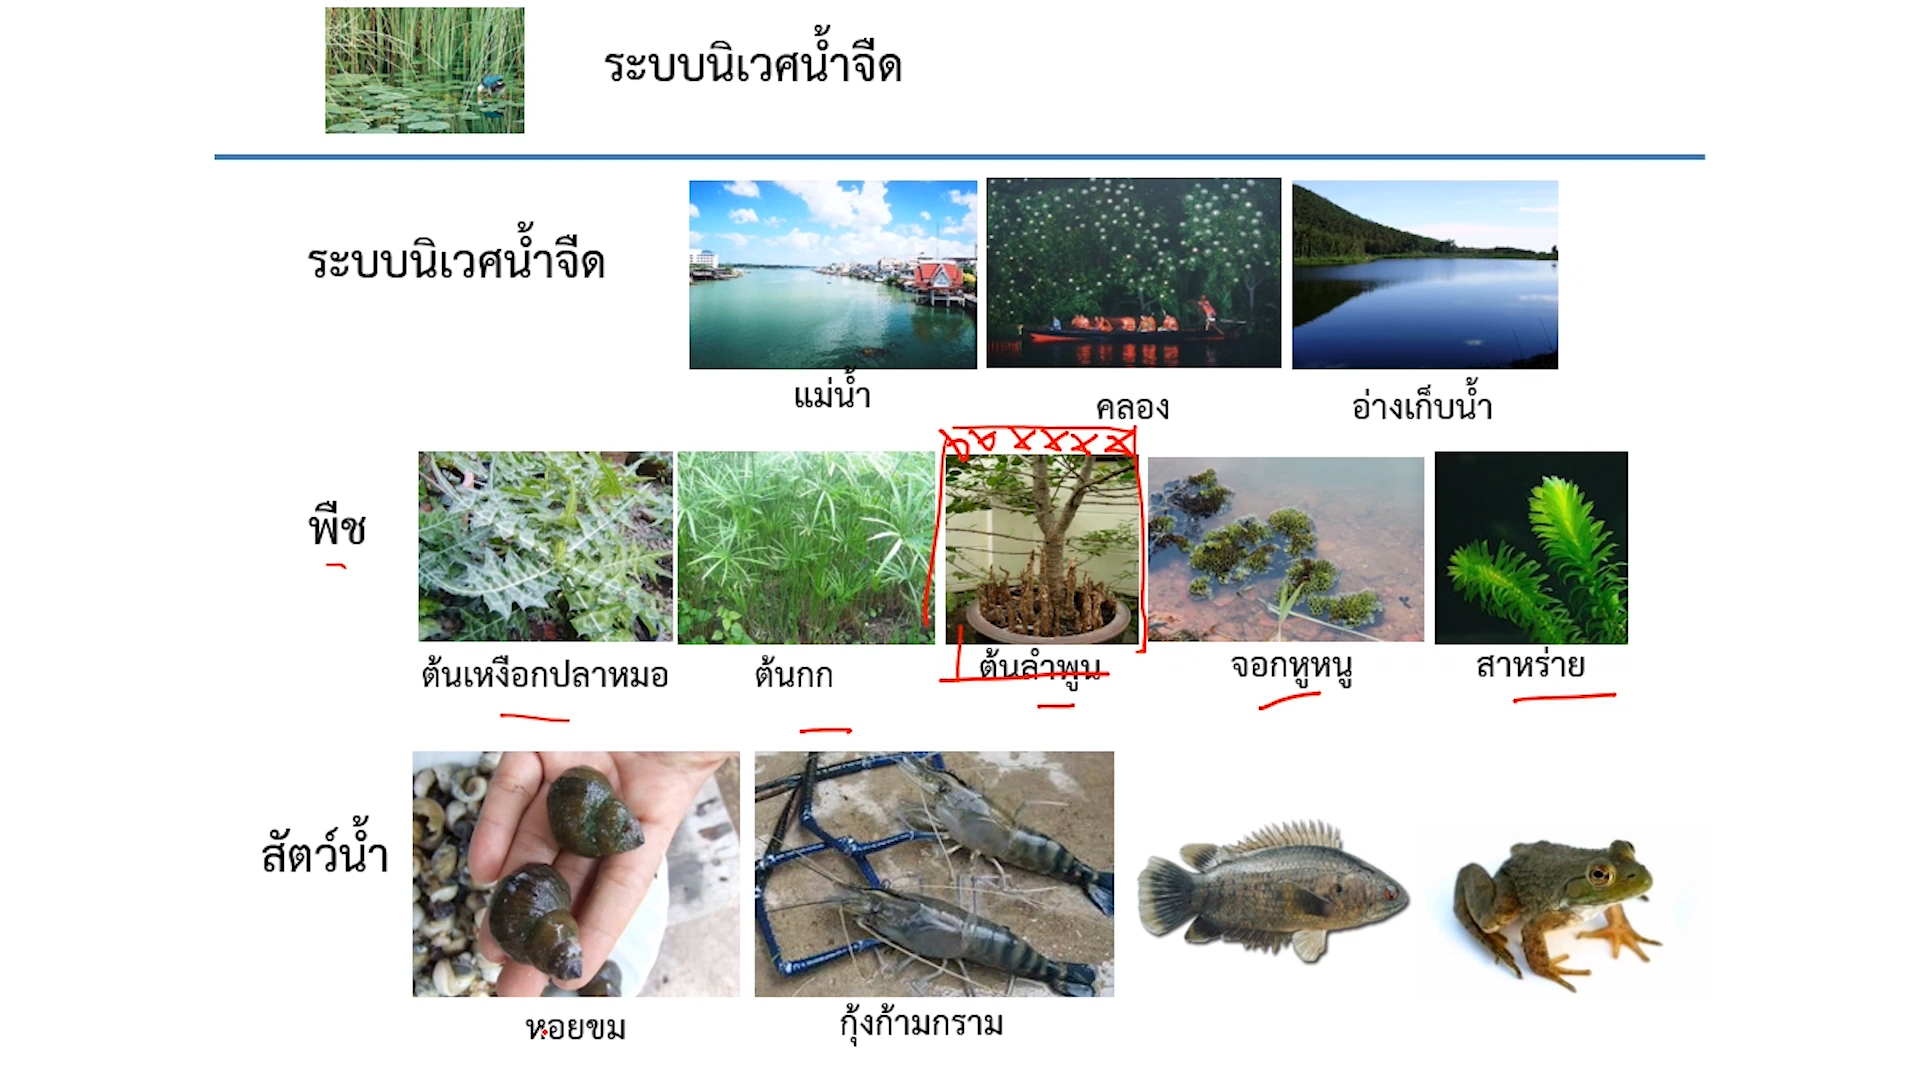 ระบบนิเวศน้ำจืด
ระบบนิเวศน้ำจืด
แม่น้ำ
คลอง
อ่างเก็บน้ำ
พืช
ต้นเหงือกปลาหมอ
ต้นกก
ต้นลำพูน
จอกหูหนู
สาหร่าย
สัตว์น้ำ
หอยขม
กุ้งก้ามกราม